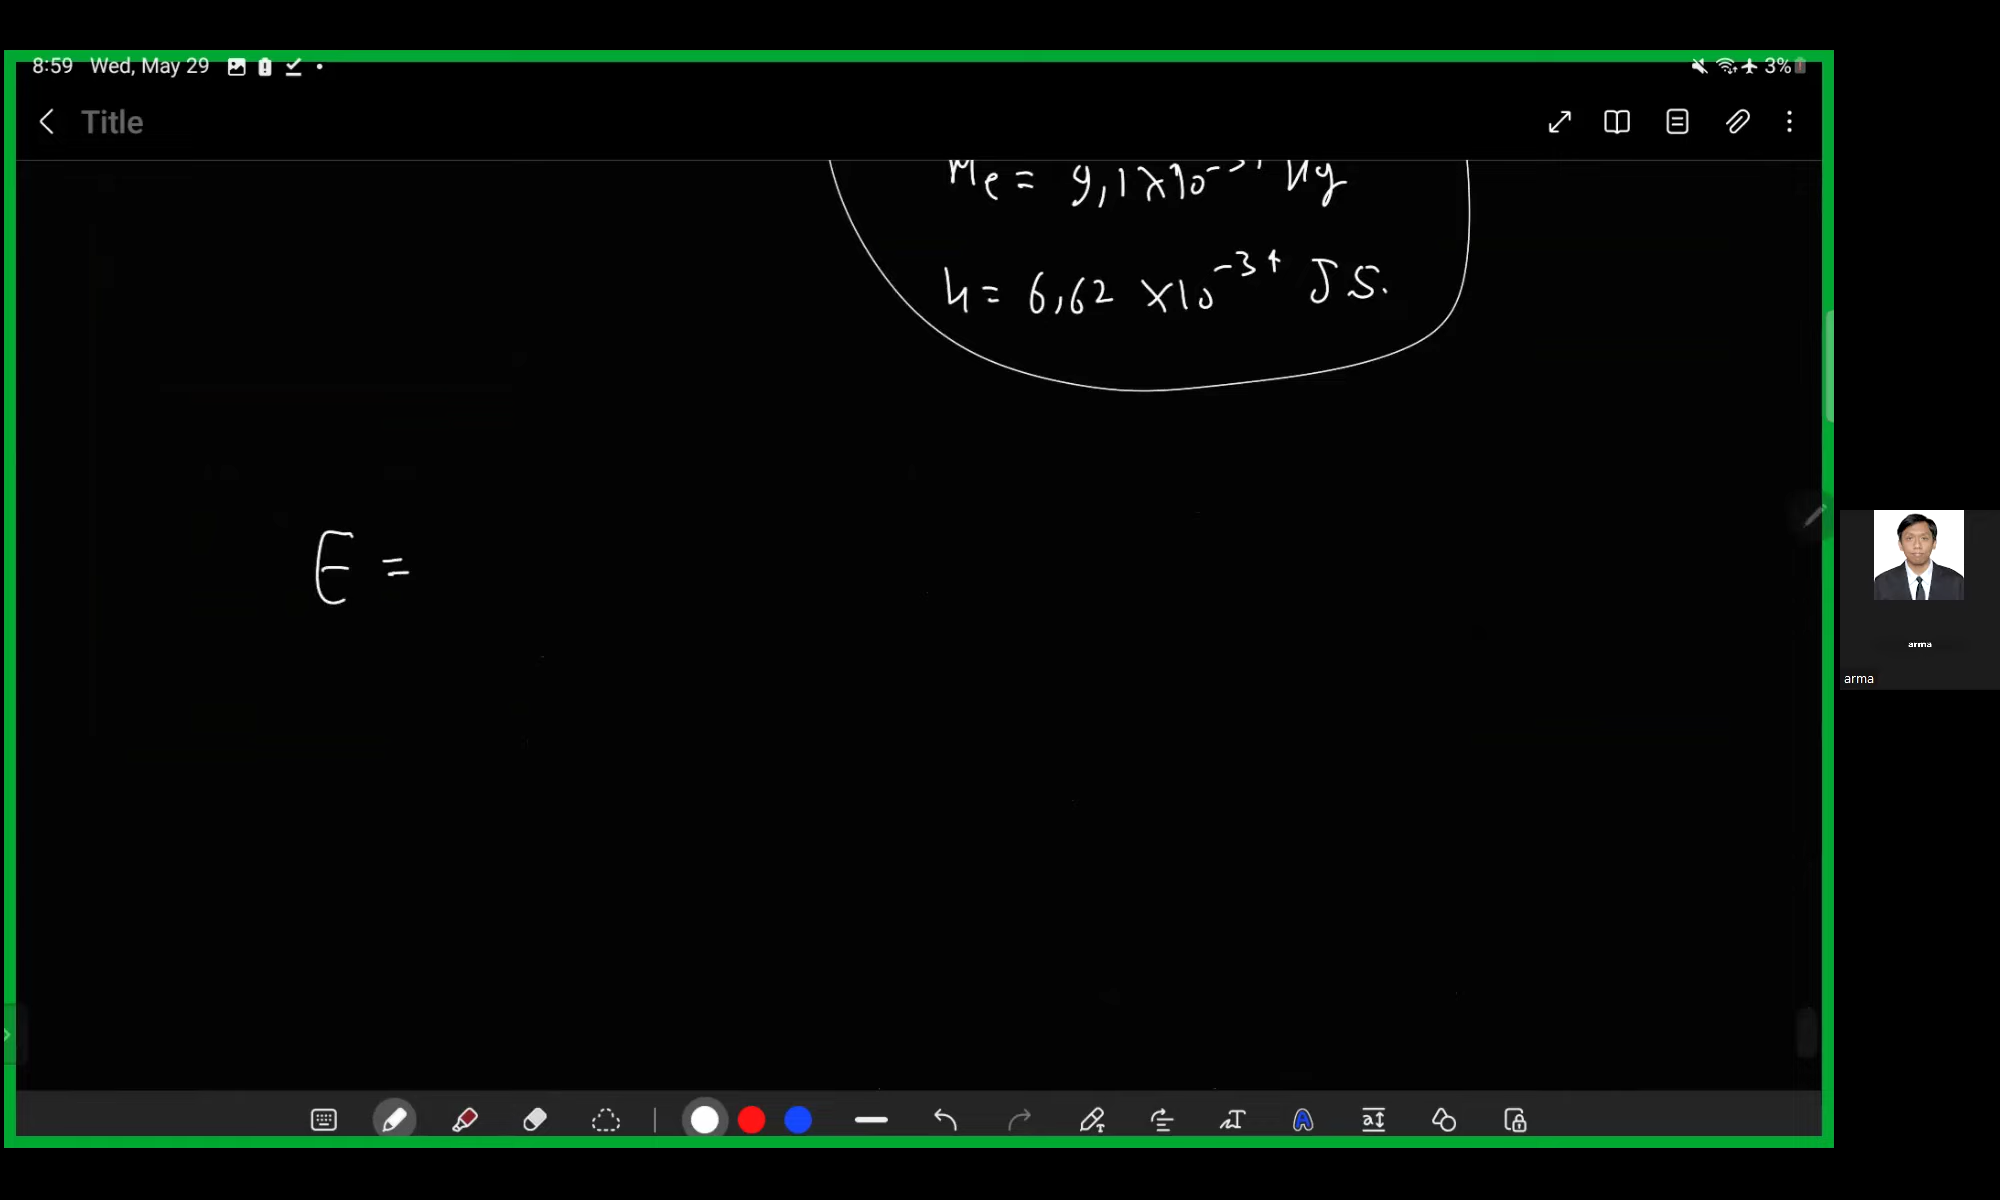 8:59 Wed, May 29
3%
Title
Me = 9,1×10⁻³¹ kg
h = 6,62 ×10⁻³⁴ J S.
E =
arma
arma